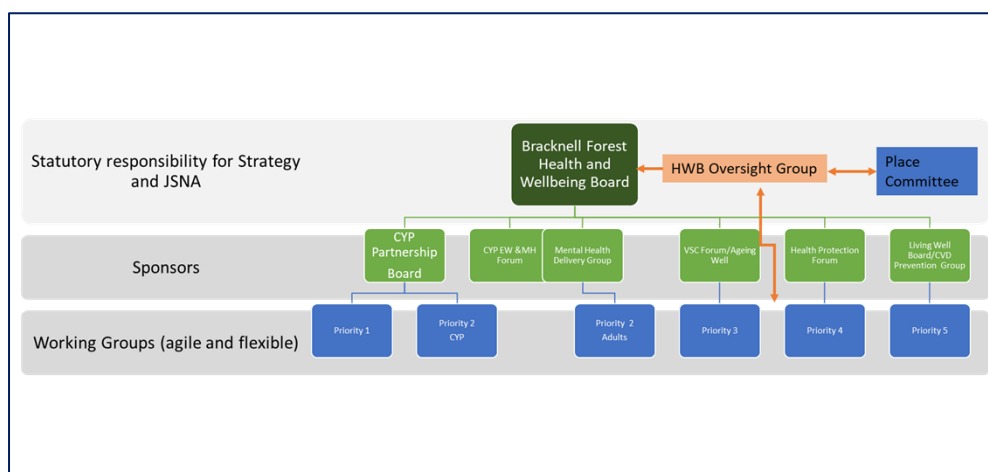 Statutory responsibility for Strategy
and JSNA
Bracknell Forest
Health and
Wellbeing Board
HWB Oversight Group
Place
Committee
Sponsors
CYP
Partnership
Board
CYP EW &MH
Forum
Mental Health
Delivery Group
VSC Forum/Ageing
Well
Health Protection
Forum
Living Well
Board/CVD
Prevention Group
Working Groups (agile and flexible)
Priority 1
Priority 2
CYP
Priority 2
Adults
Priority 3
Priority 4
Priority 5